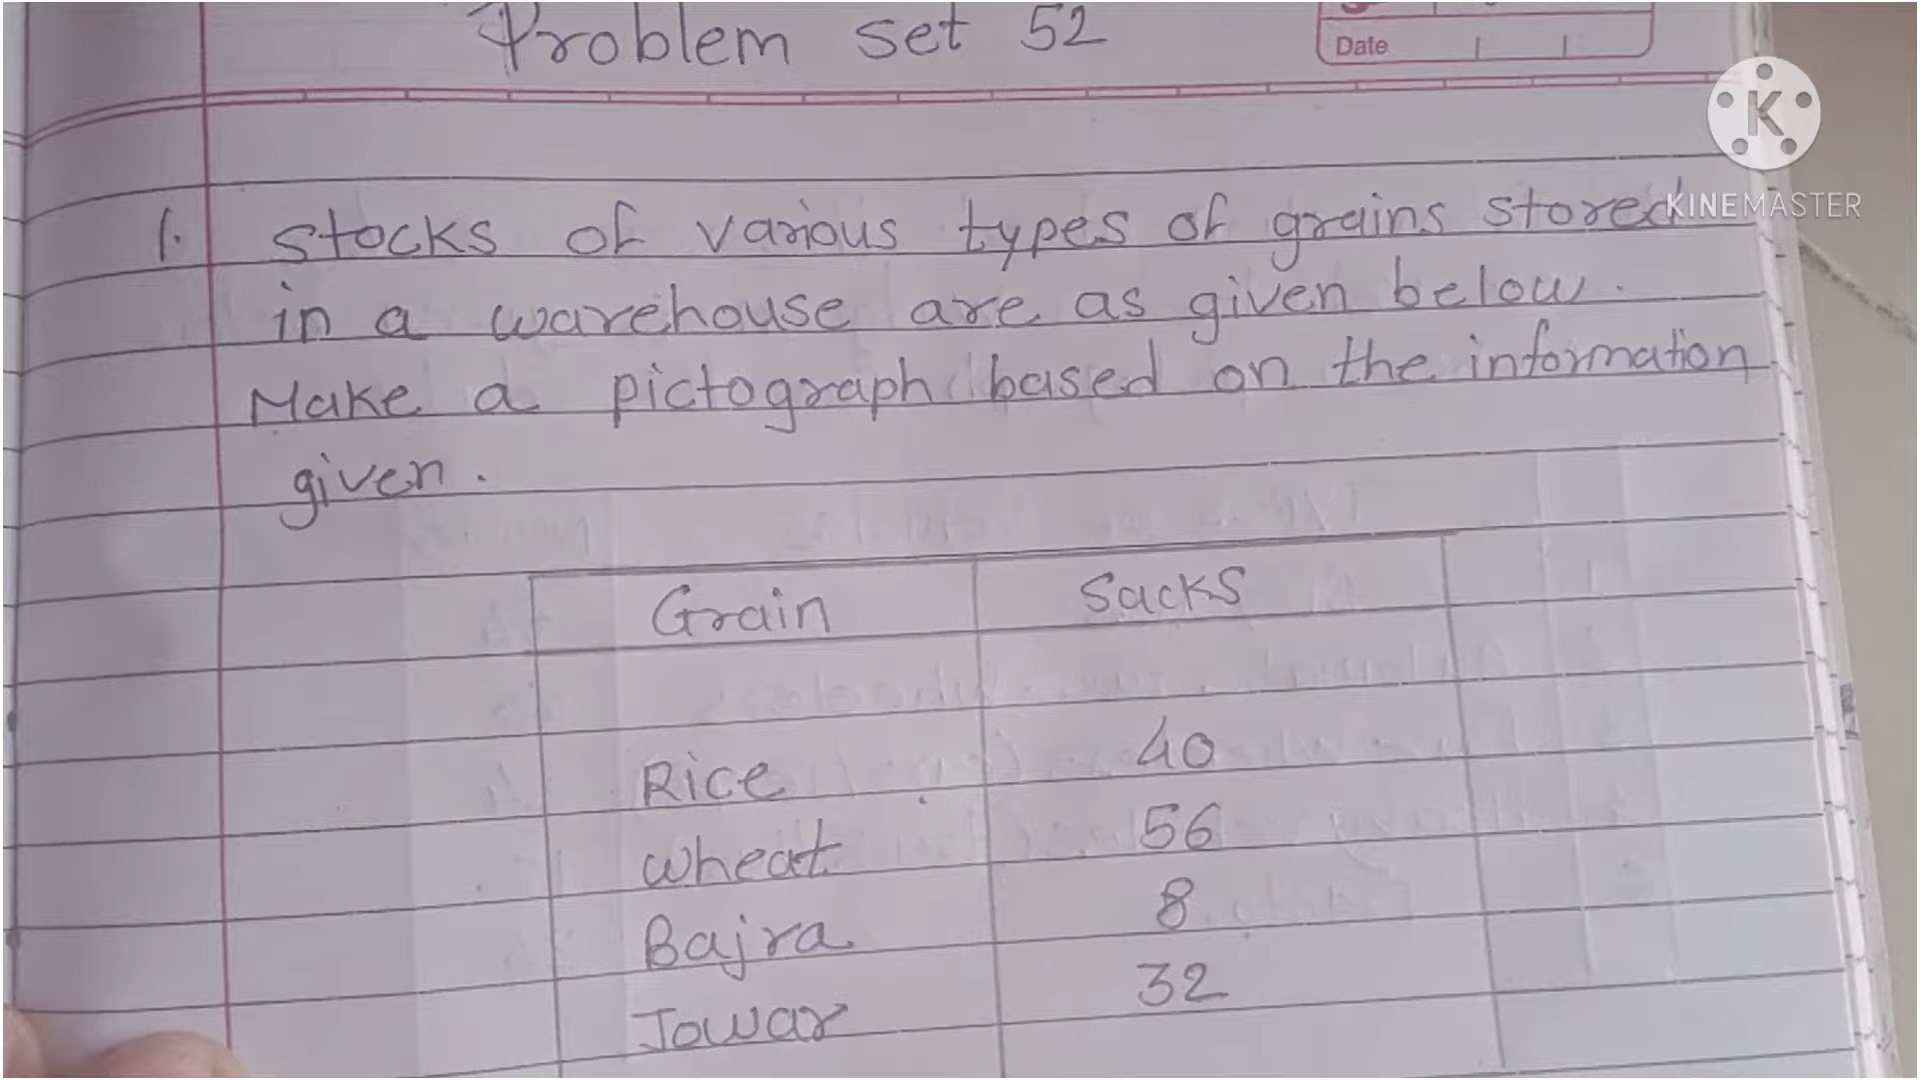 Problem set 52
Date
KINEMASTER
1. Stocks of various types of grains stored
in a warehouse are as given below.
Make a pictograph based on the information
given.
Grain Sacks
Rice 40
Wheat 56
Bajra 8
Jowar 32